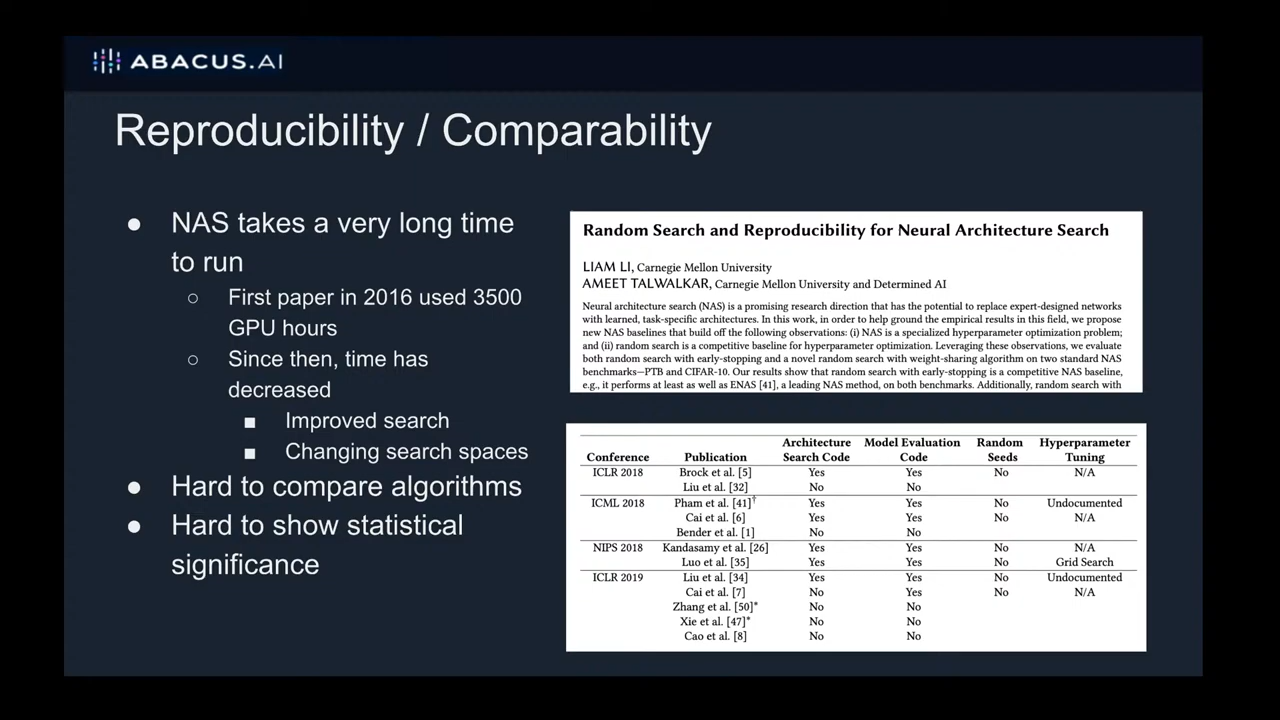 ABACUS.AI
Reproducibility / Comparability
● NAS takes a very long time
to run
○ First paper in 2016 used 3500
GPU hours
○ Since then, time has
decreased
■ Improved search
■ Changing search spaces
● Hard to compare algorithms
● Hard to show statistical
significance
Random Search and Reproducibility for Neural Architecture Search
LIAM LI, Carnegie Mellon University
AMEET TALWALKAR, Carnegie Mellon University and Determined AI
Neural architecture search (NAS) is a promising research direction that has the potential to replace expert-designed networks
with learned, task-specific architectures. In this work, in order to help ground the empirical results in this field, we propose
new NAS baselines that build off the following observations: (i) NAS is a specialized hyperparameter optimization problem;
and (ii) random search is a competitive baseline for hyperparameter optimization. Leveraging these observations, we evaluate
both random search with early-stopping and a novel random search with weight-sharing algorithm on two standard NAS
benchmarks—PTB and CIFAR-10. Our results show that random search with early-stopping is a competitive NAS baseline,
e.g., it performs at least as well as ENAS [41], a leading NAS method, on both benchmarks. Additionally, random search with
Architecture Model Evaluation Random Hyperparameter
Conference Publication Search Code Code Seeds Tuning
ICLR 2018 Brock et al. [5] Yes Yes No N/A
Liu et al. [32] No No
ICML 2018 Pham et al. [41]† Yes Yes No Undocumented
Cai et al. [6] Yes Yes No N/A
Bender et al. [1] No No
NIPS 2018 Kandasamy et al. [26] Yes Yes No N/A
Luo et al. [35] Yes Yes No Grid Search
ICLR 2019 Liu et al. [34] Yes Yes No Undocumented
Cai et al. [7] No Yes No N/A
Zhang et al. [50]* No No
Xie et al. [47]* No No
Cao et al. [8] No No